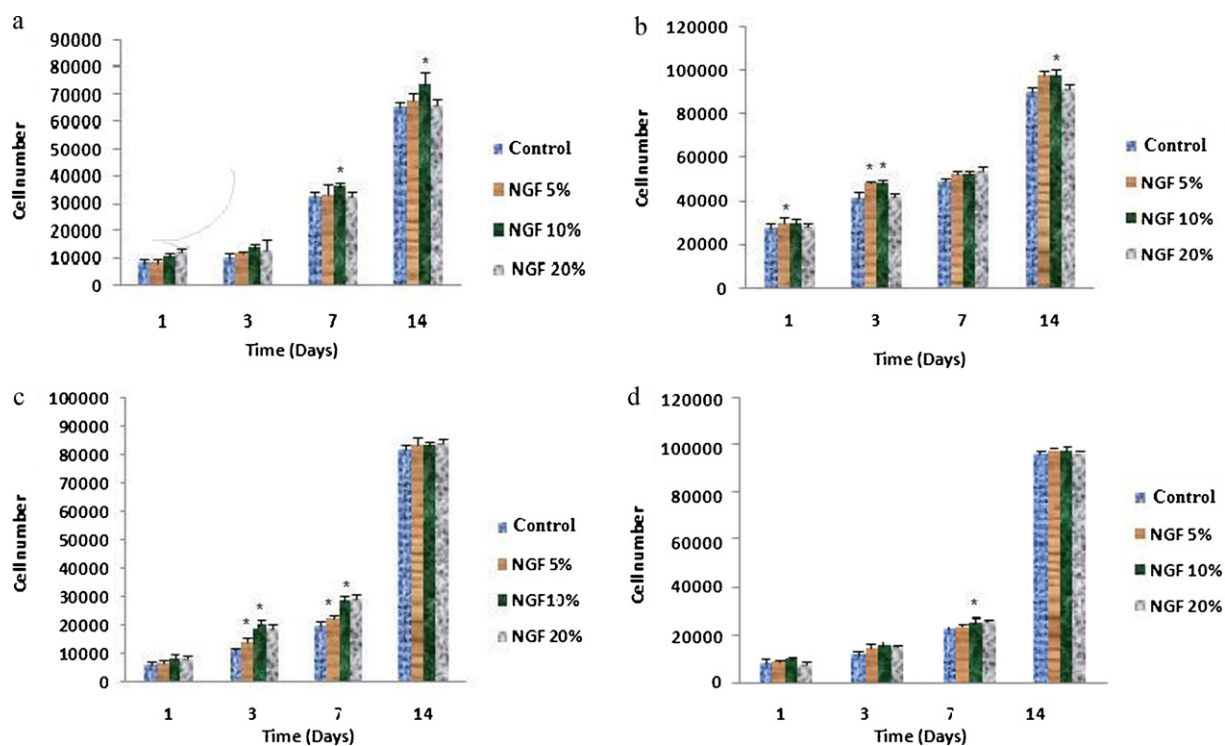 a
90000
80000
70000
60000
50000
40000
30000
20000
10000
0
Cell number
*
*
1 3 7 14
Time (Days)
Control
NGF 5%
NGF 10%
NGF 20%
b
120000
100000
80000
60000
40000
20000
0
Cell number
*
* *
*
1 3 7 14
Time (Days)
Control
NGF 5%
NGF 10%
NGF 20%
c
100000
90000
80000
70000
60000
50000
40000
30000
20000
10000
0
Cell number
* *
* *
1 3 7 14
Time (Days)
Control
NGF 5%
NGF10%
NGF 20%
d
120000
100000
80000
60000
40000
20000
0
Cell number
*
1 3 7 14
Time (Days)
Control
NGF 5%
NGF 10%
NGF 20%